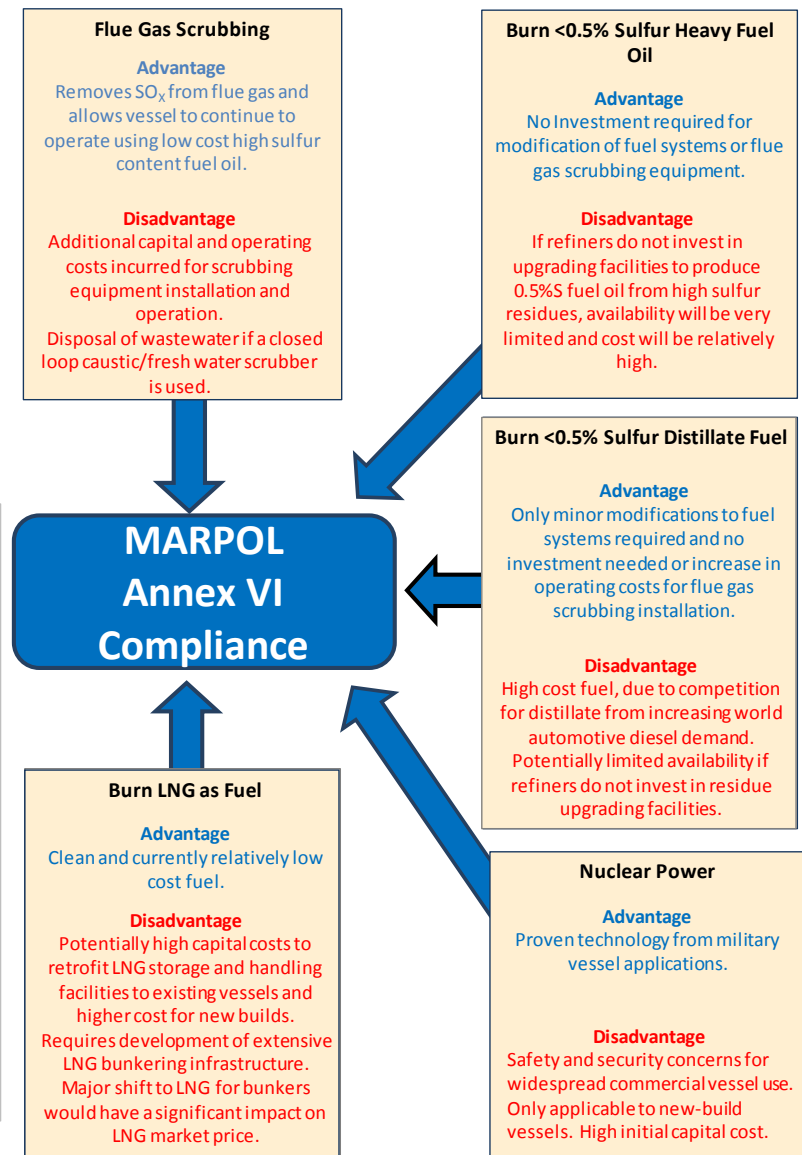 Flue Gas Scrubbing
Advantage
Removes SOX from flue gas and
allows vessel to continue to
operate using low cost high sulfur
content fuel oil.
Disadvantage
Additional capital and operating
costs incurred for scrubbing
equipment installation and
operation.
Disposal of wastewater if a closed
loop caustic/fresh water scrubber
is used.
Burn <0.5% Sulfur Heavy Fuel
Oil
Advantage
No Investment required for
modification of fuel systems or flue
gas scrubbing equipment.
Disadvantage
If refiners do not invest in
upgrading facilities to produce
0.5%S fuel oil from high sulfur
residues, availability will be very
limited and cost will be relatively
high.
MARPOL
Annex VI
Compliance
Burn <0.5% Sulfur Distillate Fuel
Advantage
Only minor modifications to fuel
systems required and no
investment needed or increase in
operating costs for flue gas
scrubbing installation.
Disadvantage
High cost fuel, due to competition
for distillate from increasing world
automotive diesel demand.
Potentially limited availability if
refiners do not invest in residue
upgrading facilities.
Burn LNG as Fuel
Advantage
Clean and currently relatively low
cost fuel.
Disadvantage
Potentially high capital costs to
retrofit LNG storage and handling
facilities to existing vessels and
higher cost for new builds.
Requires development of extensive
LNG bunkering infrastructure.
Major shift to LNG for bunkers
would have a significant impact on
LNG market price.
Nuclear Power
Advantage
Proven technology from military
vessel applications.
Disadvantage
Safety and security concerns for
widespread commercial vessel use.
Only applicable to new-build
vessels. High initial capital cost.